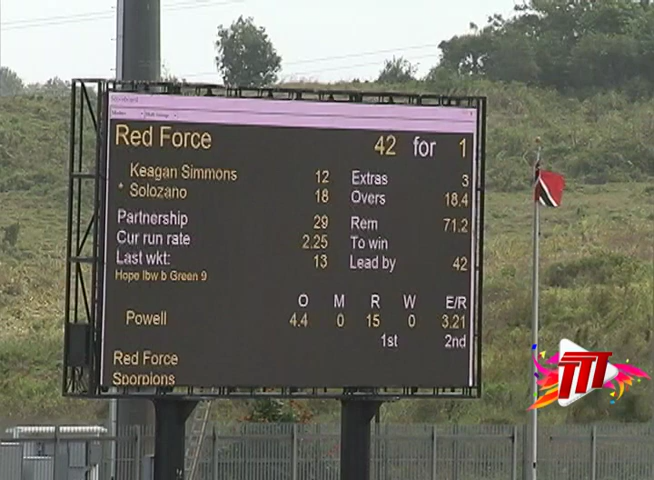 Red Force 42 for 1
Keagan Simmons 12 Extras 3
* Solozano 18 Overs 18.4
Partnership 29 Rem 71.2
Cur run rate 2.25 To win
Last wkt: 13 Lead by 42
Hope lbw b Green 9
O M R W E/R
Powell 4.4 0 15 0 3.21
1st 2nd
Red Force
Sporpions